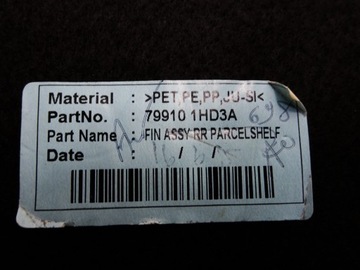 Material : >PET,PE,PP,JU-SI<
PartNo. : 79910 1HD3A
Part Name : FIN ASSY RR PARCELSHELF
Date : / /